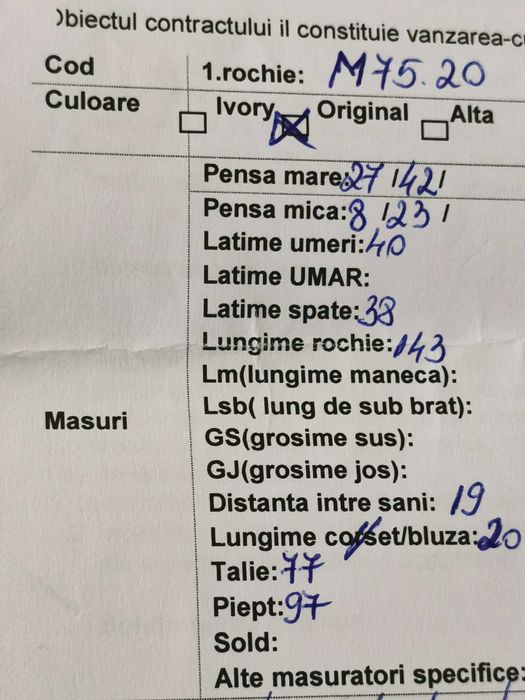 Obiectul contractului il constituie vanzarea-c
Cod 1.rochie: M75.20
Culoare Ivory Original Alta
Pensa mare: 27 / 42 /
Pensa mica: 8 / 23 /
Latime umeri: 40
Latime UMAR:
Latime spate: 38
Lungime rochie: 143
Lm(lungime maneca):
Lsb( lung de sub brat):
Masuri
GS(grosime sus):
GJ(grosime jos):
Distanta intre sani: 19
Lungime corset/bluza: 20
Talie: 77
Piept: 97
Sold:
Alte masuratori specifice: